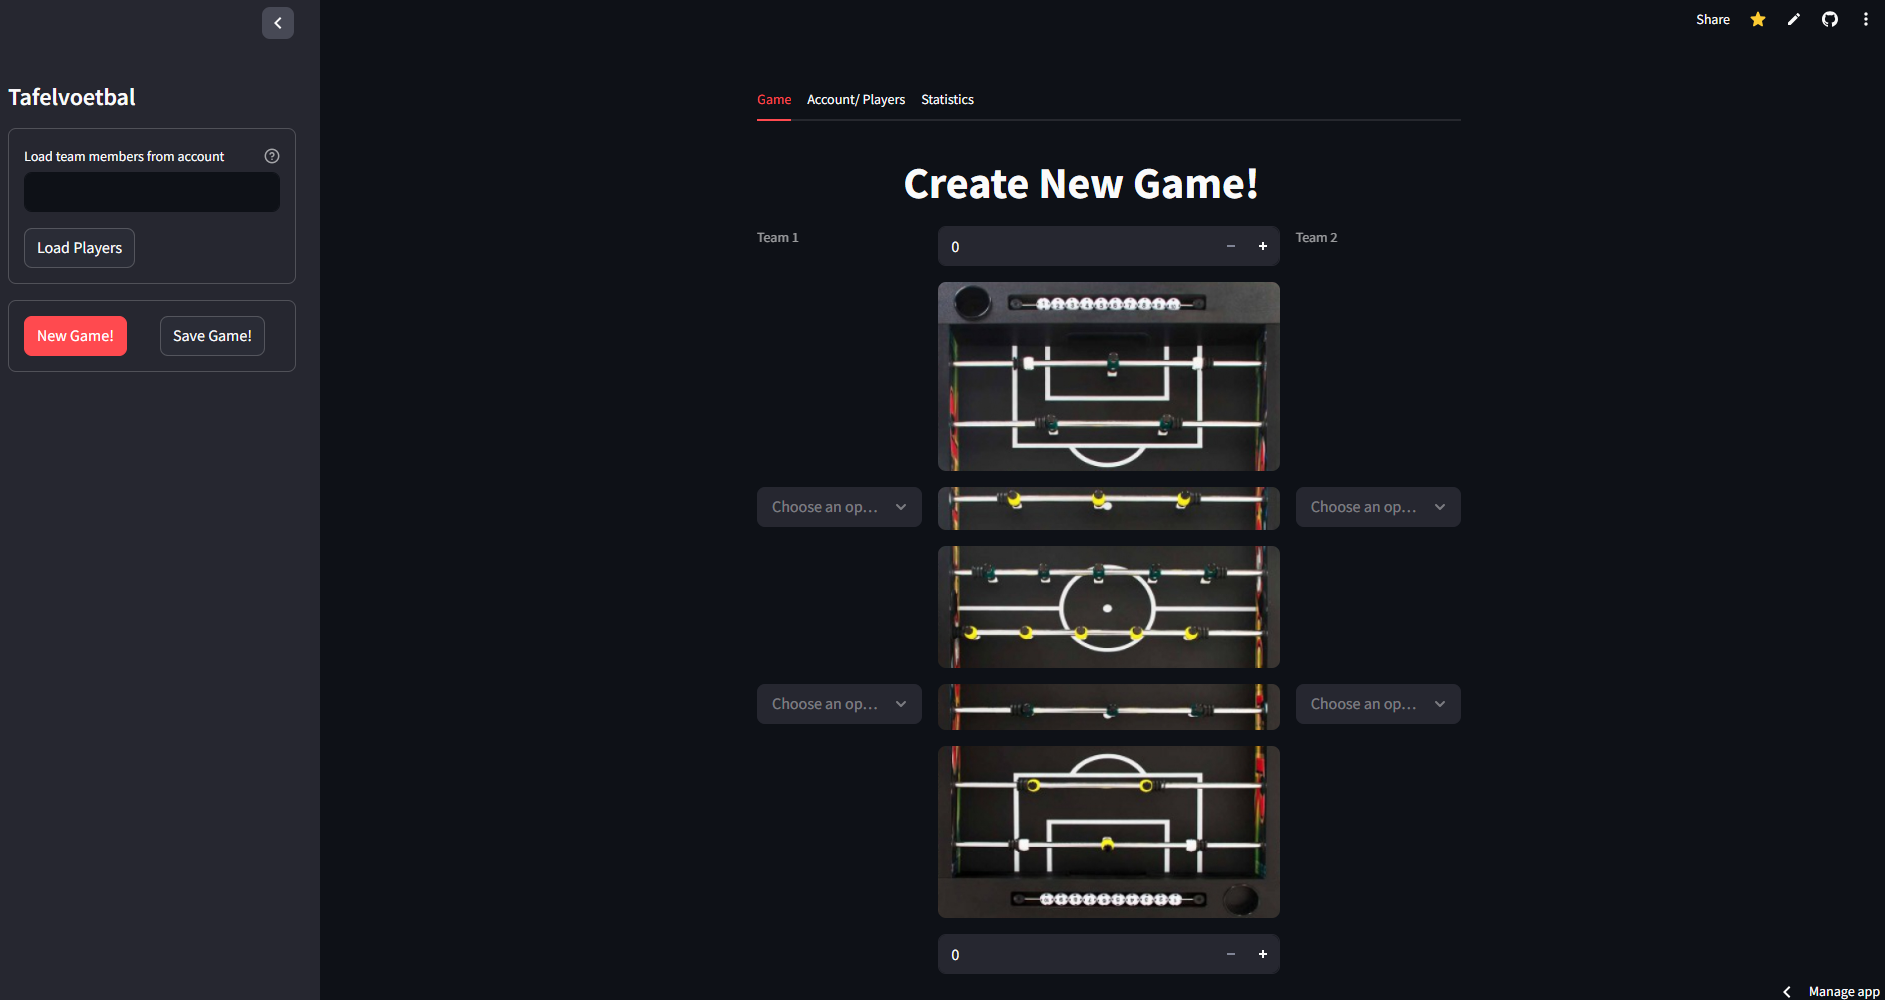 Share
Tafelvoetbal
Load team members from account
Load Players
New Game!
Save Game!
Game
Account/ Players
Statistics
Create New Game!
Team 1
0
Team 2
Choose an op...
Choose an op...
Choose an op...
Choose an op...
0
Manage app